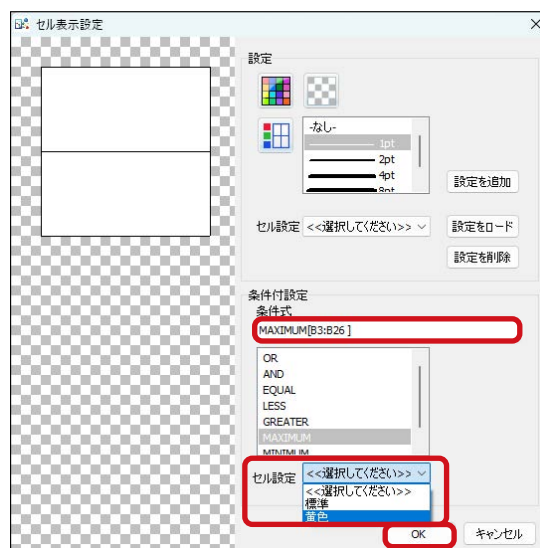 セル表示設定
設定
-なし-
1pt
2pt
4pt
8pt
設定を追加
セル設定 <<選択してください>>
設定をロード
設定を削除
条件付設定
条件式
MAXIMUM[B3:B26 ]
OR
AND
EQUAL
LESS
GREATER
MAXIMUM
MINIMUM
セル設定 <<選択してください>>
<<選択してください>>
標準
黄色
OK
キャンセル